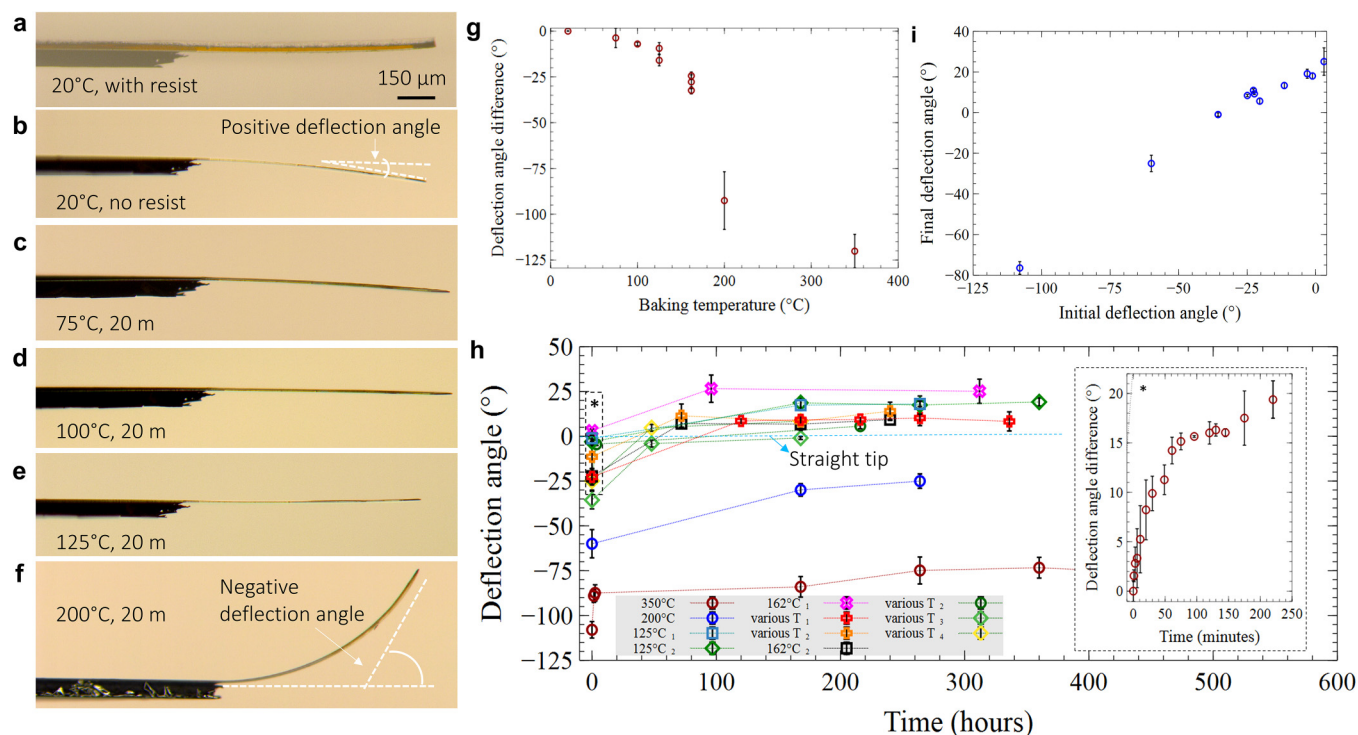 a
20°C, with resist
150 µm
b
Positive deflection angle
20°C, no resist
c
75°C, 20 m
d
100°C, 20 m
e
125°C, 20 m
f
200°C, 20 m
Negative
deflection angle
g
Deflection angle difference (°)
0
−25
−50
−75
−100
−125
0 100 200 300 400
Baking temperature (°C)
i
Final deflection angle (°)
40
20
0
−20
−40
−60
−80
−125 −100 −75 −50 −25 0
Initial deflection angle (°)
h
Deflection angle (°)
50
25
0
−25
−50
−75
−100
−125
*
Straight tip
350°C 162°C 1 various T 2
200°C various T 1 various T 3
125°C 1 various T 2 various T 4
125°C 2 162°C 2
0 100 200 300 400 500 600
Time (hours)
*
Deflection angle difference (°)
20
15
10
5
0
0 50 100 150 200 250
Time (minutes)